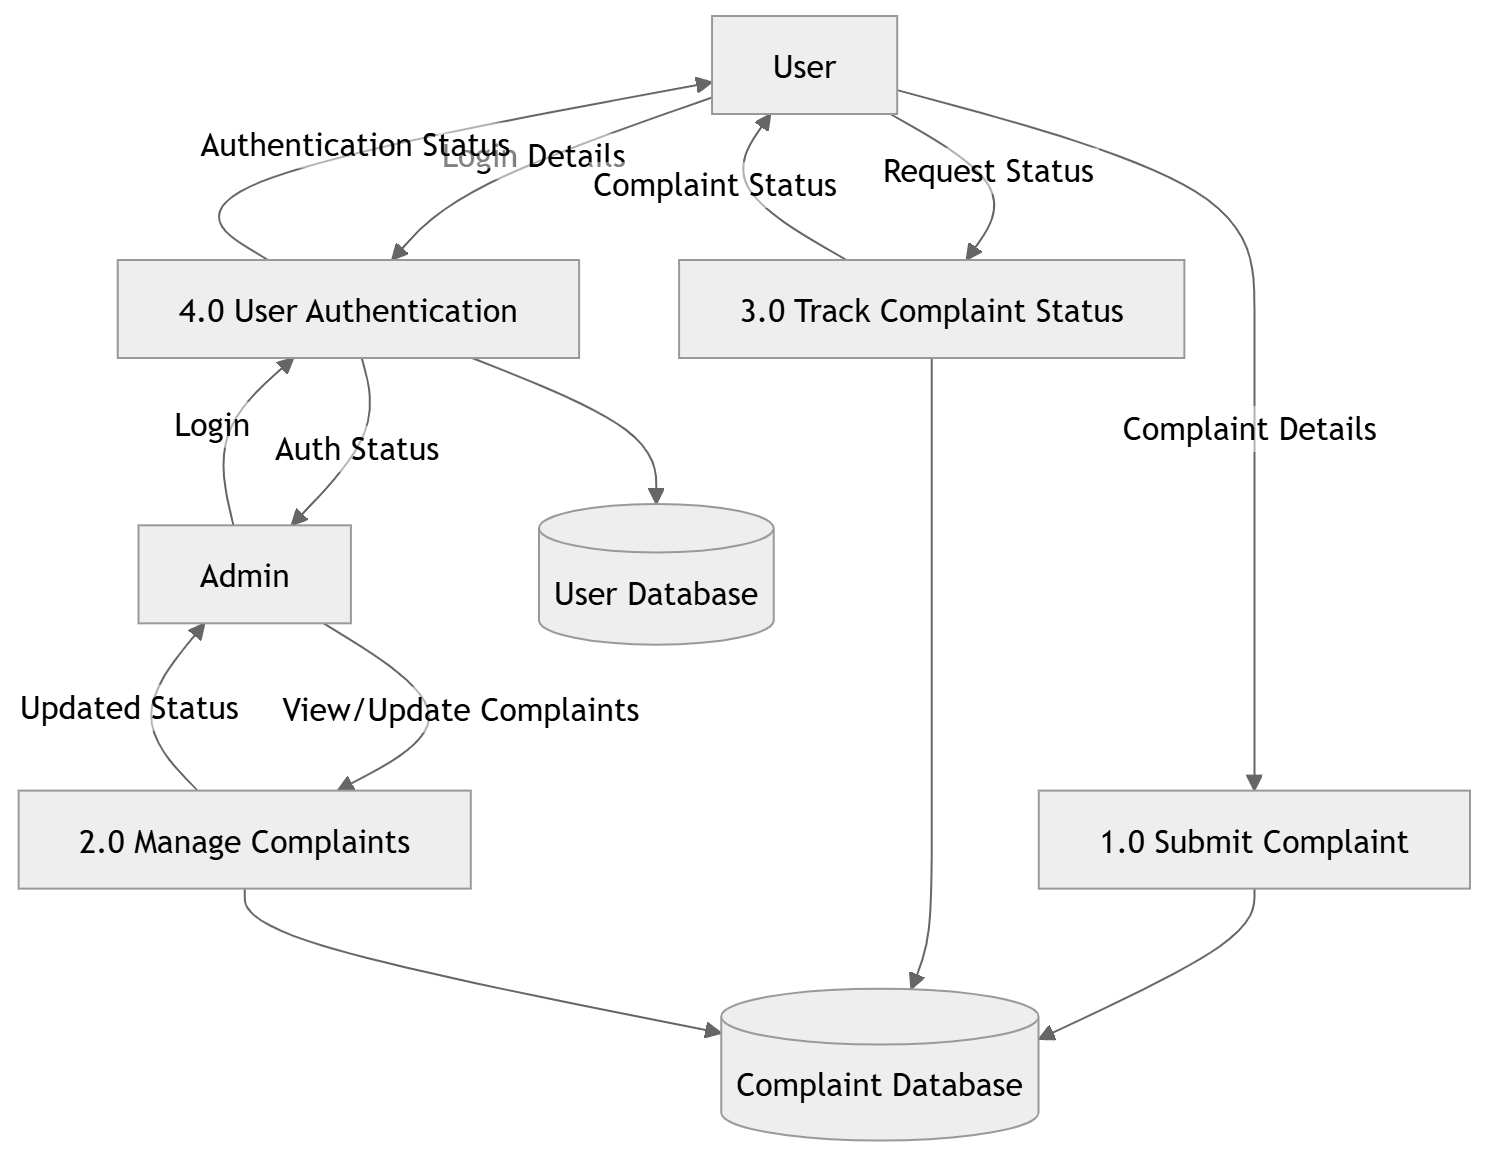 User
Authentication Status
Login Details
Complaint Status
Request Status
4.0 User Authentication
3.0 Track Complaint Status
Login
Auth Status
Complaint Details
Admin
User Database
Updated Status
View/Update Complaints
2.0 Manage Complaints
1.0 Submit Complaint
Complaint Database